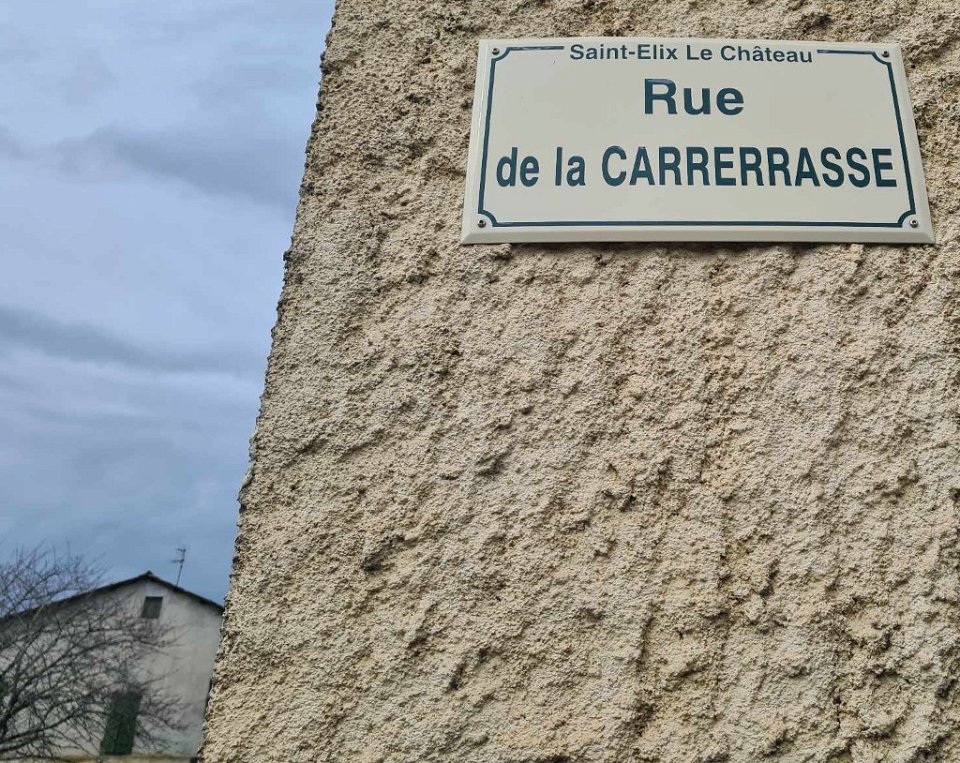 Saint-Elix Le Château
Rue
de la CARRERRASSE